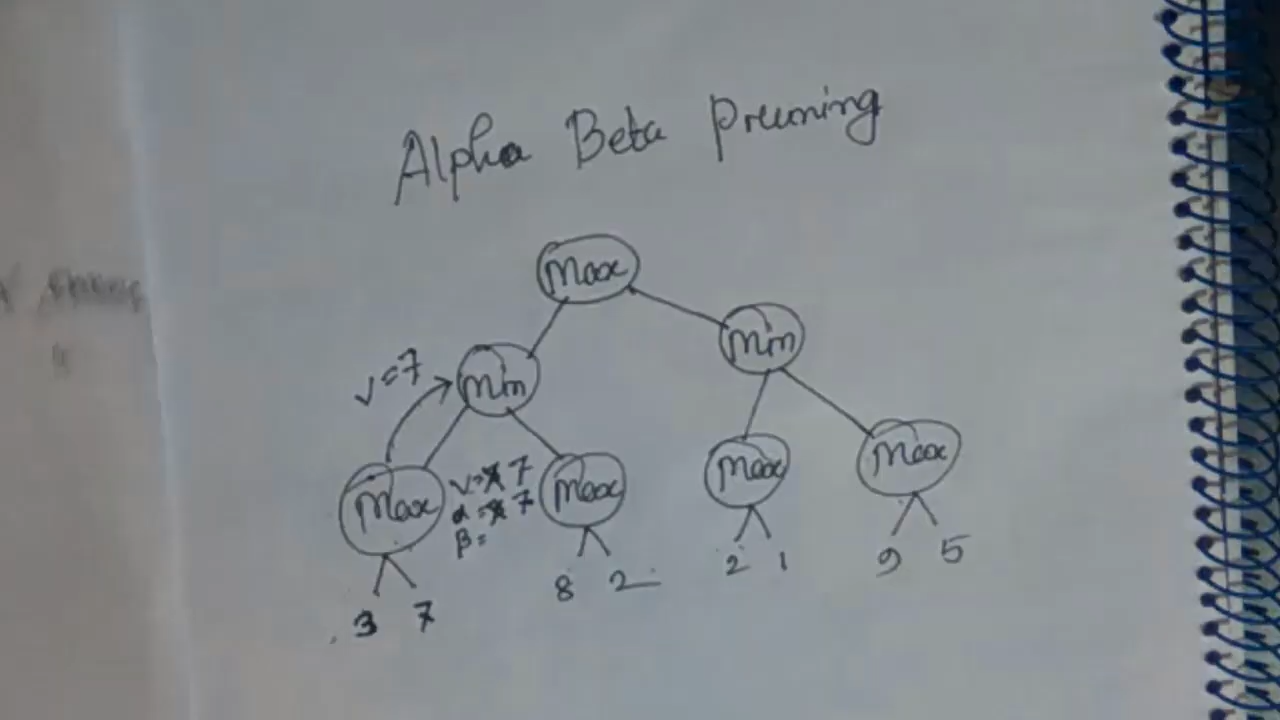 Alpha Beta Pruning
Max
Min
V=7
Min
Max
V= 7
α= 7
β=
Max
Max
Max
3 7
8 2
2 1
9 5